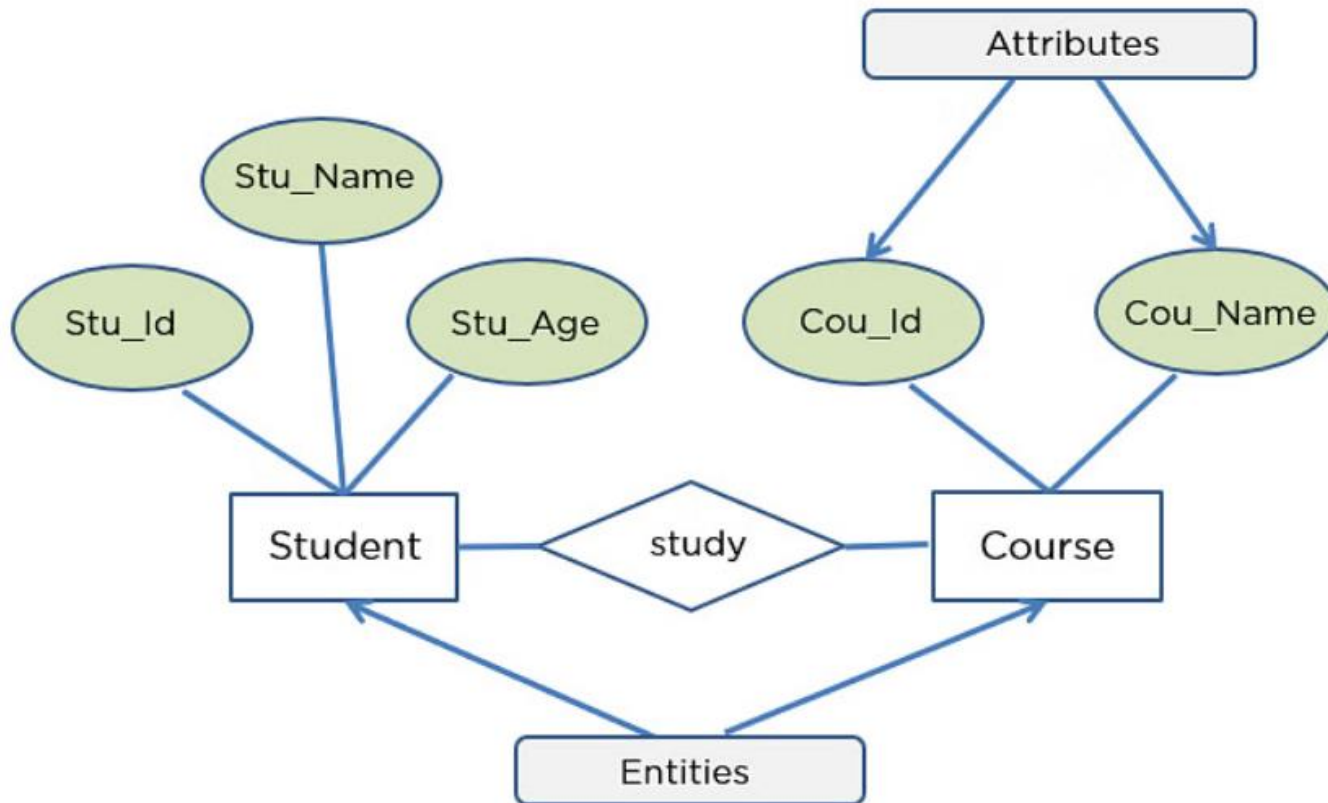 Attributes
Stu_Name
Stu_Id
Stu_Age
Cou_Id
Cou_Name
Student
study
Course
Entities